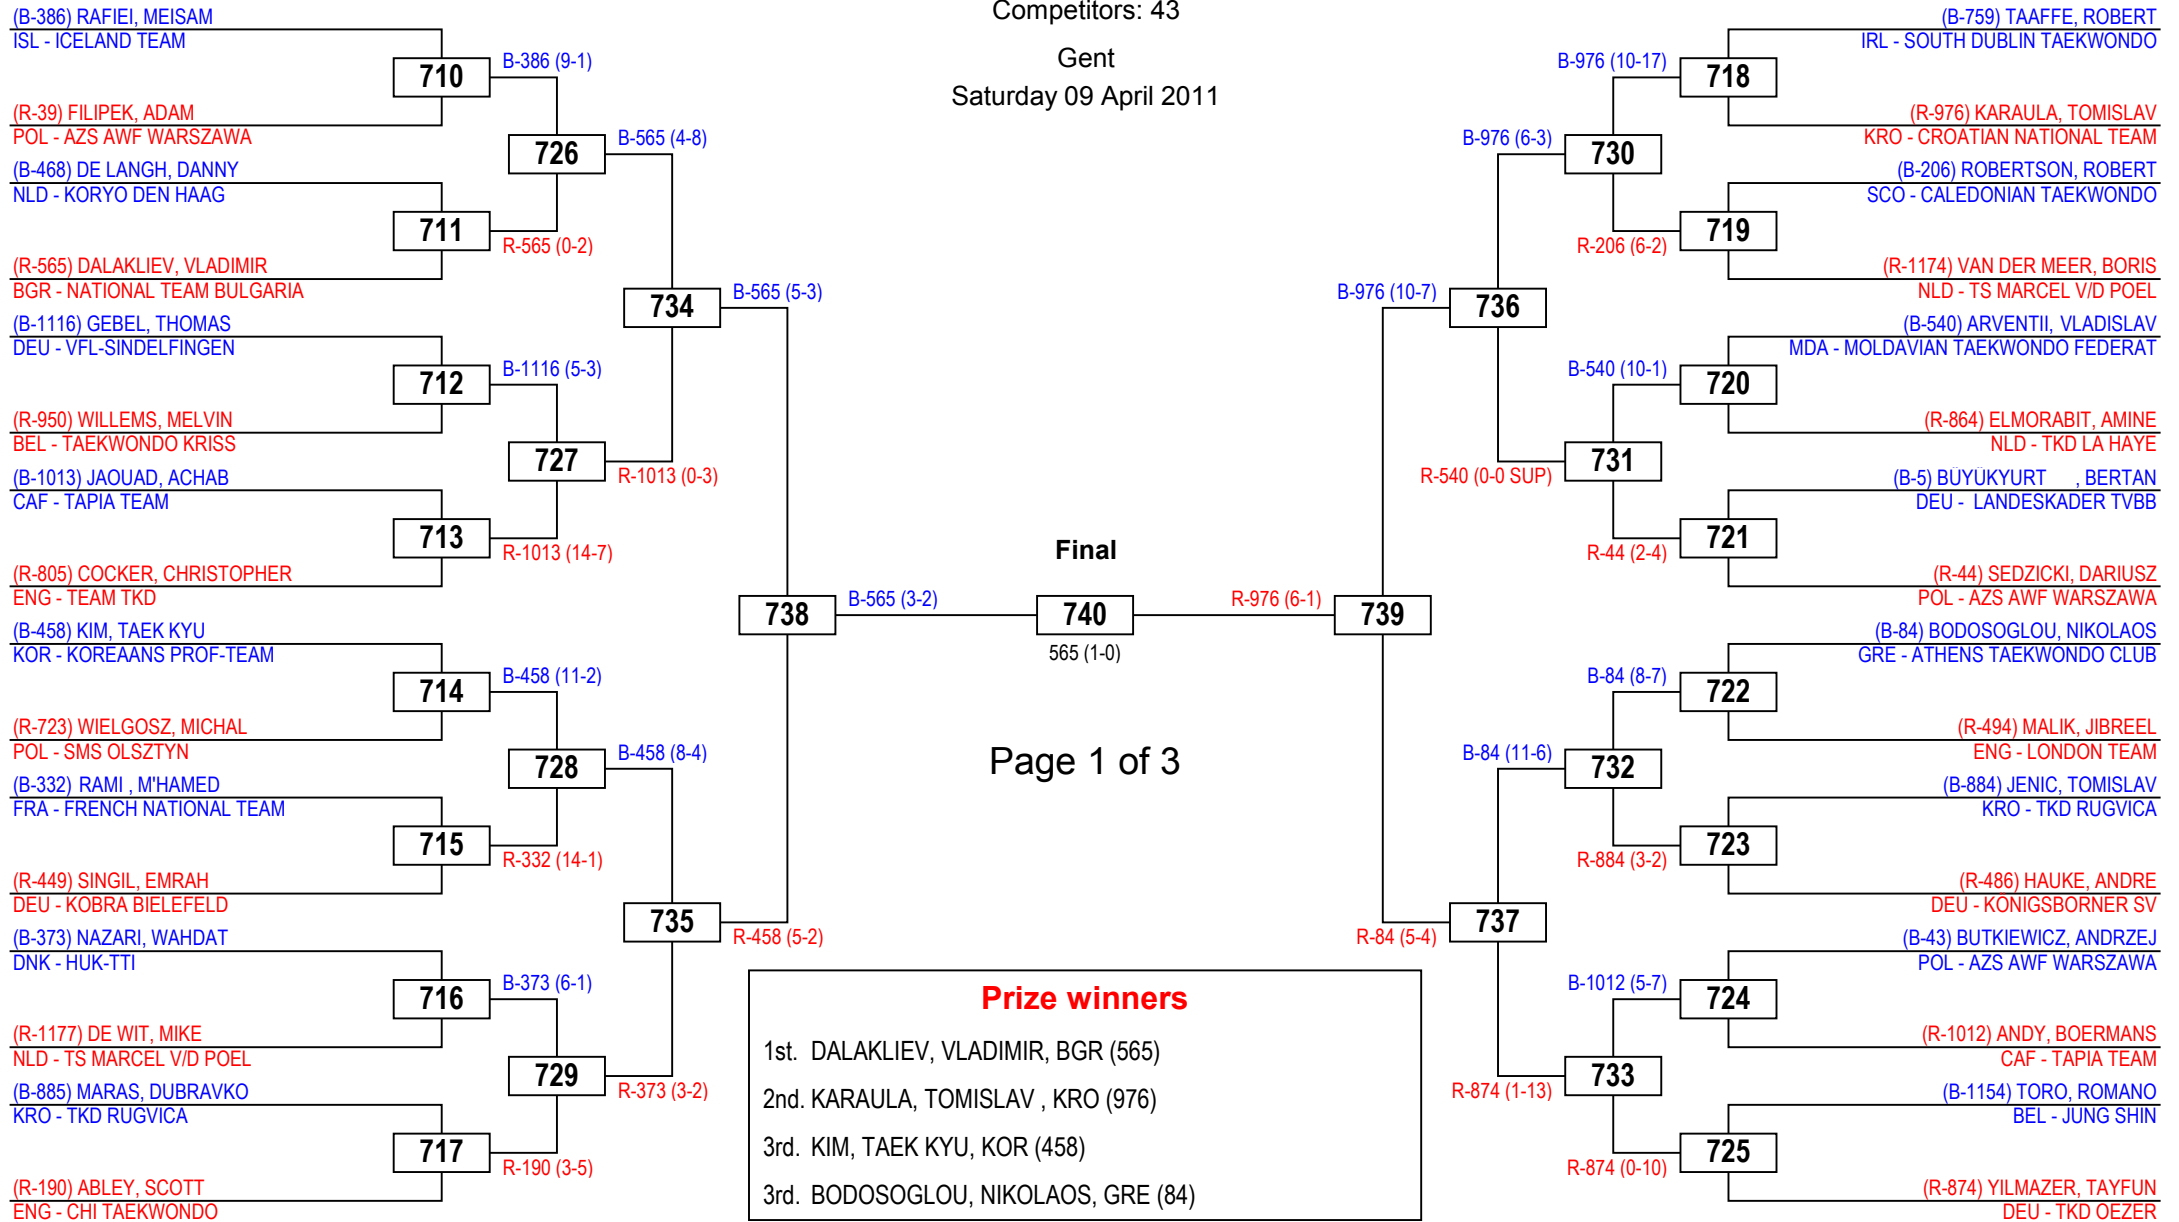 Competitors: 43
Gent
Saturday 09 April 2011
(B-386) RAFIEI, MEISAM
ISL - ICELAND TEAM
710
B-386 (9-1)
(R-39) FILIPEK, ADAM
POL - AZS AWF WARSZAWA
726
B-565 (4-8)
(B-468) DE LANGH, DANNY
NLD - KORYO DEN HAAG
711
R-565 (0-2)
(R-565) DALAKLIEV, VLADIMIR
BGR - NATIONAL TEAM BULGARIA
734
B-565 (5-3)
(B-1116) GEBEL, THOMAS
DEU - VFL-SINDELFINGEN
712
B-1116 (5-3)
(R-950) WILLEMS, MELVIN
BEL - TAEKWONDO KRISS
727
R-1013 (0-3)
(B-1013) JAOUAD, ACHAB
CAF - TAPIA TEAM
713
R-1013 (14-7)
(R-805) COCKER, CHRISTOPHER
ENG - TEAM TKD
738
B-565 (3-2)
(B-458) KIM, TAEK KYU
KOR - KOREAANS PROF-TEAM
714
B-458 (11-2)
(R-723) WIELGOSZ, MICHAL
POL - SMS OLSZTYN
728
B-458 (8-4)
(B-332) RAMI , M'HAMED
FRA - FRENCH NATIONAL TEAM
715
R-332 (14-1)
(R-449) SINGIL, EMRAH
DEU - KOBRA BIELEFELD
735
R-458 (5-2)
(B-373) NAZARI, WAHDAT
DNK - HUK-TTI
716
B-373 (6-1)
(R-1177) DE WIT, MIKE
NLD - TS MARCEL V/D POEL
729
R-373 (3-2)
(B-885) MARAS, DUBRAVKO
KRO - TKD RUGVICA
717
R-190 (3-5)
(R-190) ABLEY, SCOTT
ENG - CHI TAEKWONDO
Final
740
565 (1-0)
Page 1 of 3
(B-759) TAAFFE, ROBERT
IRL - SOUTH DUBLIN TAEKWONDO
B-976 (10-17)
718
(R-976) KARAULA, TOMISLAV
KRO - CROATIAN NATIONAL TEAM
B-976 (6-3)
730
(B-206) ROBERTSON, ROBERT
SCO - CALEDONIAN TAEKWONDO
719
R-206 (6-2)
(R-1174) VAN DER MEER, BORIS
NLD - TS MARCEL V/D POEL
B-976 (10-7)
736
(B-540) ARVENTII, VLADISLAV
MDA - MOLDAVIAN TAEKWONDO FEDERAT
B-540 (10-1)
720
(R-864) ELMORABIT, AMINE
NLD - TKD LA HAYE
731
R-540 (0-0 SUP)
(B-5) BÜYÜKYURT , BERTAN
DEU - LANDESKADER TVBB
721
R-44 (2-4)
(R-44) SEDZICKI, DARIUSZ
POL - AZS AWF WARSZAWA
R-976 (6-1)
739
(B-84) BODOSOGLOU, NIKOLAOS
GRE - ATHENS TAEKWONDO CLUB
B-84 (8-7)
722
(R-494) MALIK, JIBREEL
ENG - LONDON TEAM
B-84 (11-6)
732
(B-884) JENIC, TOMISLAV
KRO - TKD RUGVICA
723
R-884 (3-2)
(R-486) HAUKE, ANDRE
DEU - KONIGSBORNER SV
737
R-84 (5-4)
(B-43) BUTKIEWICZ, ANDRZEJ
POL - AZS AWF WARSZAWA
B-1012 (5-7)
724
(R-1012) ANDY, BOERMANS
CAF - TAPIA TEAM
733
R-874 (1-13)
(B-1154) TORO, ROMANO
BEL - JUNG SHIN
725
R-874 (0-10)
(R-874) YILMAZER, TAYFUN
DEU - TKD OEZER
Prize winners
1st. DALAKLIEV, VLADIMIR, BGR (565)
2nd. KARAULA, TOMISLAV , KRO (976)
3rd. KIM, TAEK KYU, KOR (458)
3rd. BODOSOGLOU, NIKOLAOS, GRE (84)